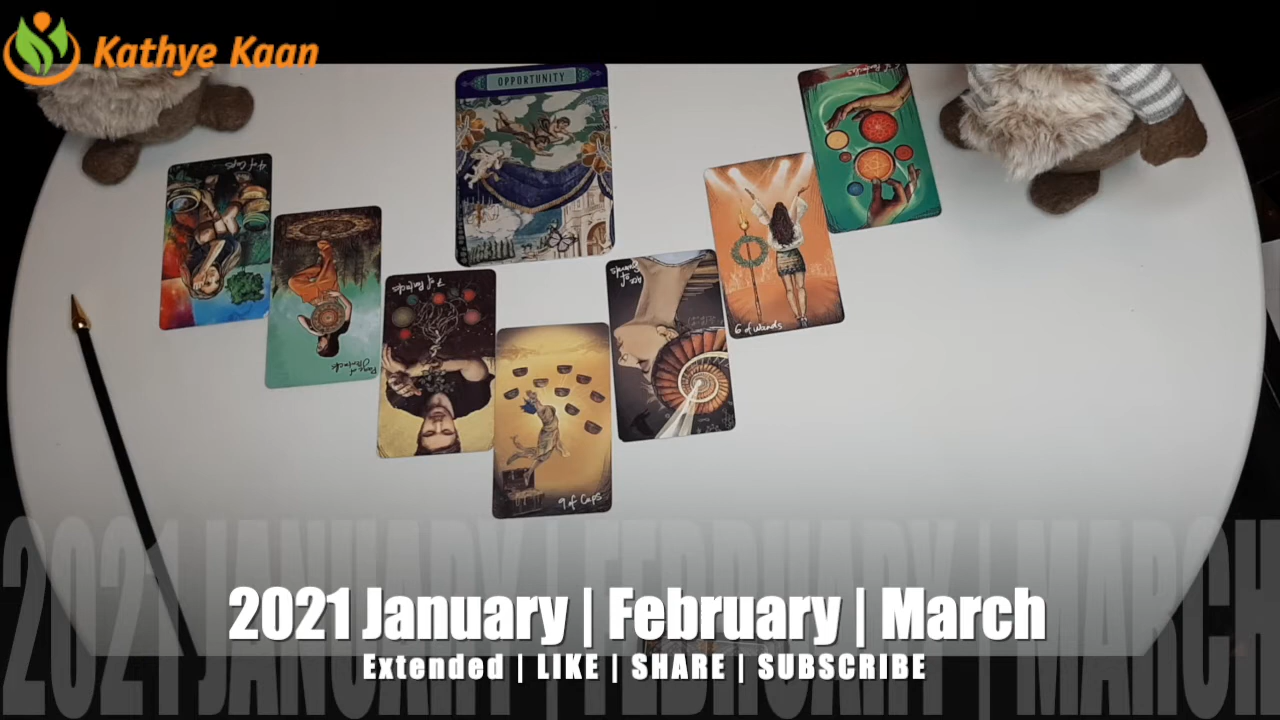 Kathye Kaan
OPPORTUNITY
4 of Cups
7 of Pentacles
6 of Wands
9 of Cups
2021 JANUARY | FEBRUARY | MARCH
2021 January | February | March
Extended | LIKE | SHARE | SUBSCRIBE